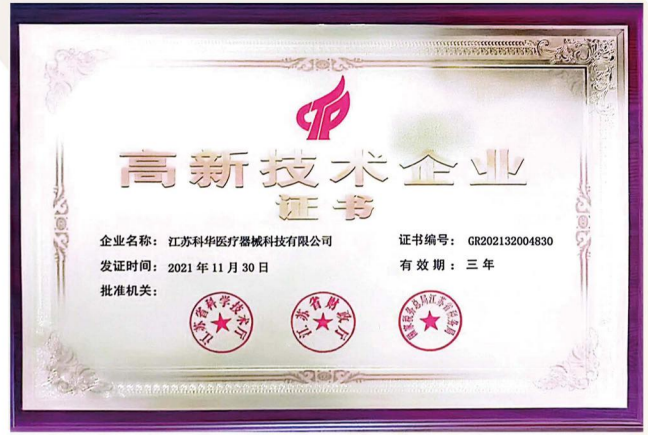 高新技术企业
证书
企业名称：江苏科华医疗器械科技有限公司
证书编号：GR202132004830
发证时间：2021年11月30日
有效期：三年
批准机关：
江苏省科学技术厅
江苏省财政厅
国家税务总局江苏省税务局